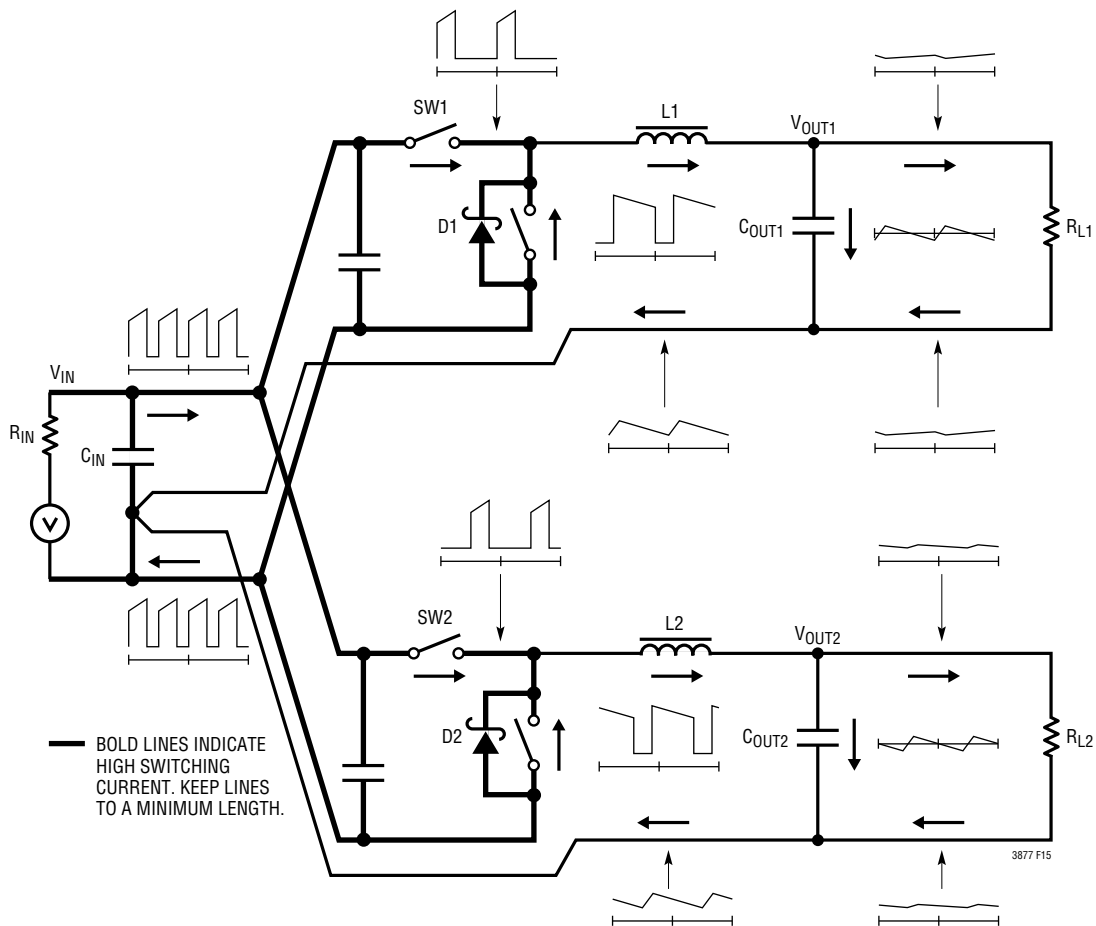 SW1
L1
VOUT1
D1
COUT1
RL1
VIN
RIN
CIN
V
SW2
L2
VOUT2
D2
COUT2
RL2
BOLD LINES INDICATE
HIGH SWITCHING
CURRENT. KEEP LINES
TO A MINIMUM LENGTH.
3877 F15